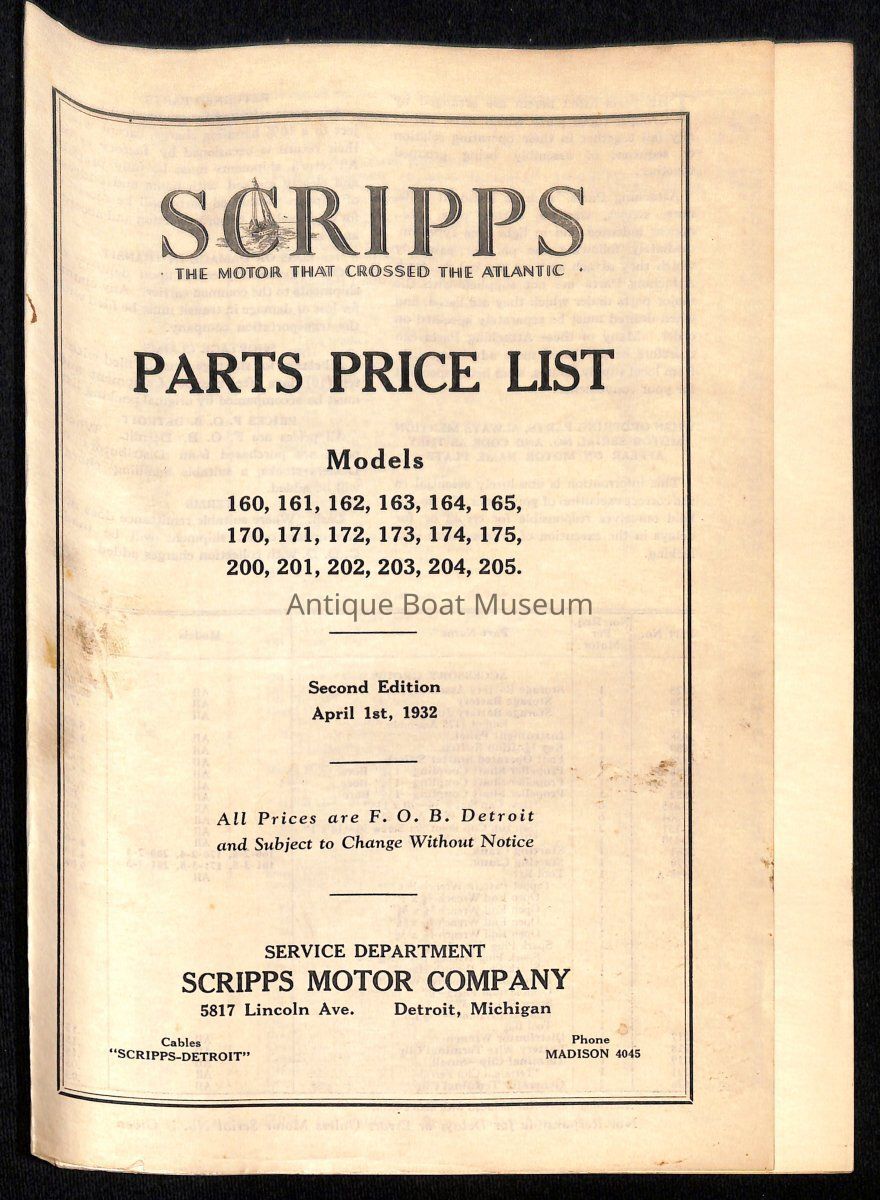 SCRIPPS
· THE MOTOR THAT CROSSED THE ATLANTIC ·
PARTS PRICE LIST
Models
160, 161, 162, 163, 164, 165,
170, 171, 172, 173, 174, 175,
200, 201, 202, 203, 204, 205.
Antique Boat Museum
Second Edition
April 1st, 1932
All Prices are F. O. B. Detroit
and Subject to Change Without Notice
SERVICE DEPARTMENT
SCRIPPS MOTOR COMPANY
5817 Lincoln Ave. Detroit, Michigan
Cables
"SCRIPPS-DETROIT"
Phone
MADISON 4045